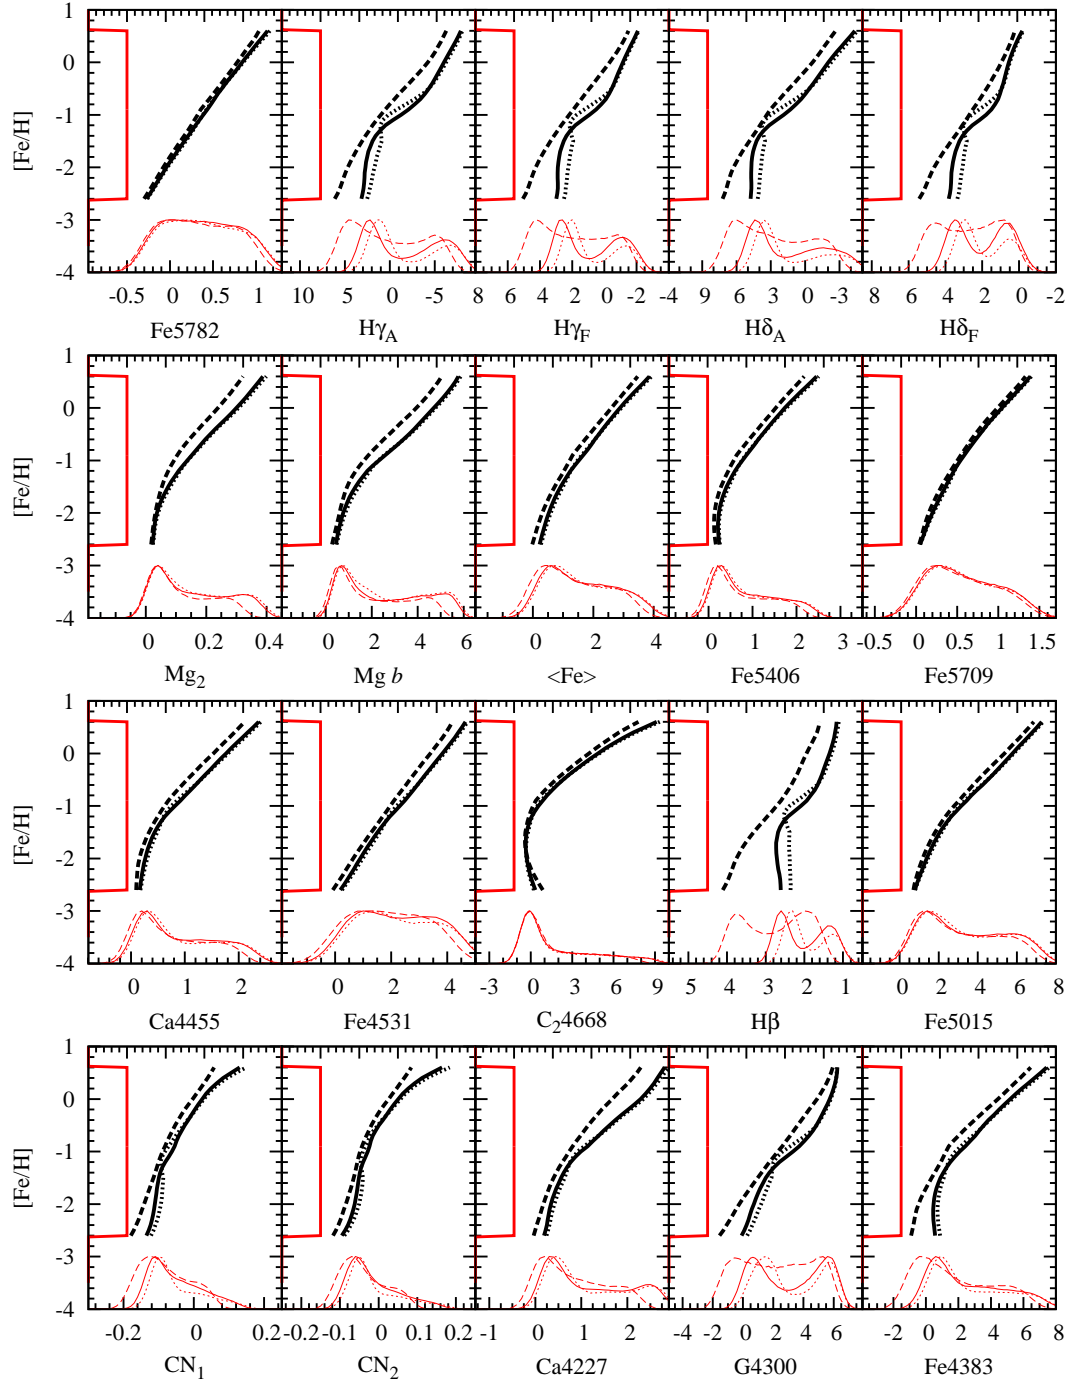 1
0
-1
-2
-3
-4
[Fe/H]
-0.5 0 0.5 1
10 5 0 -5
8 6 4 2 0 -2
9 6 3 0 -3
8 6 4 2 0 -2
Fe5782
HγA
HγF
HδA
HδF
1
0
-1
-2
-3
-4
[Fe/H]
0 0.2 0.4
0 2 4 6
0 2 4
0 1 2 3
-0.5 0 0.5 1 1.5
Mg2
Mg b
<Fe>
Fe5406
Fe5709
1
0
-1
-2
-3
-4
[Fe/H]
0 1 2
0 2 4
-3 0 3 6 9
5 4 3 2 1
0 2 4 6 8
Ca4455
Fe4531
C24668
Hβ
Fe5015
1
0
-1
-2
-3
-4
[Fe/H]
-0.2 0 0.2
-0.2 -0.1 0 0.1 0.2
-1 0 1 2
-4 -2 0 2 4 6
-2 0 2 4 6 8
CN1
CN2
Ca4227
G4300
Fe4383